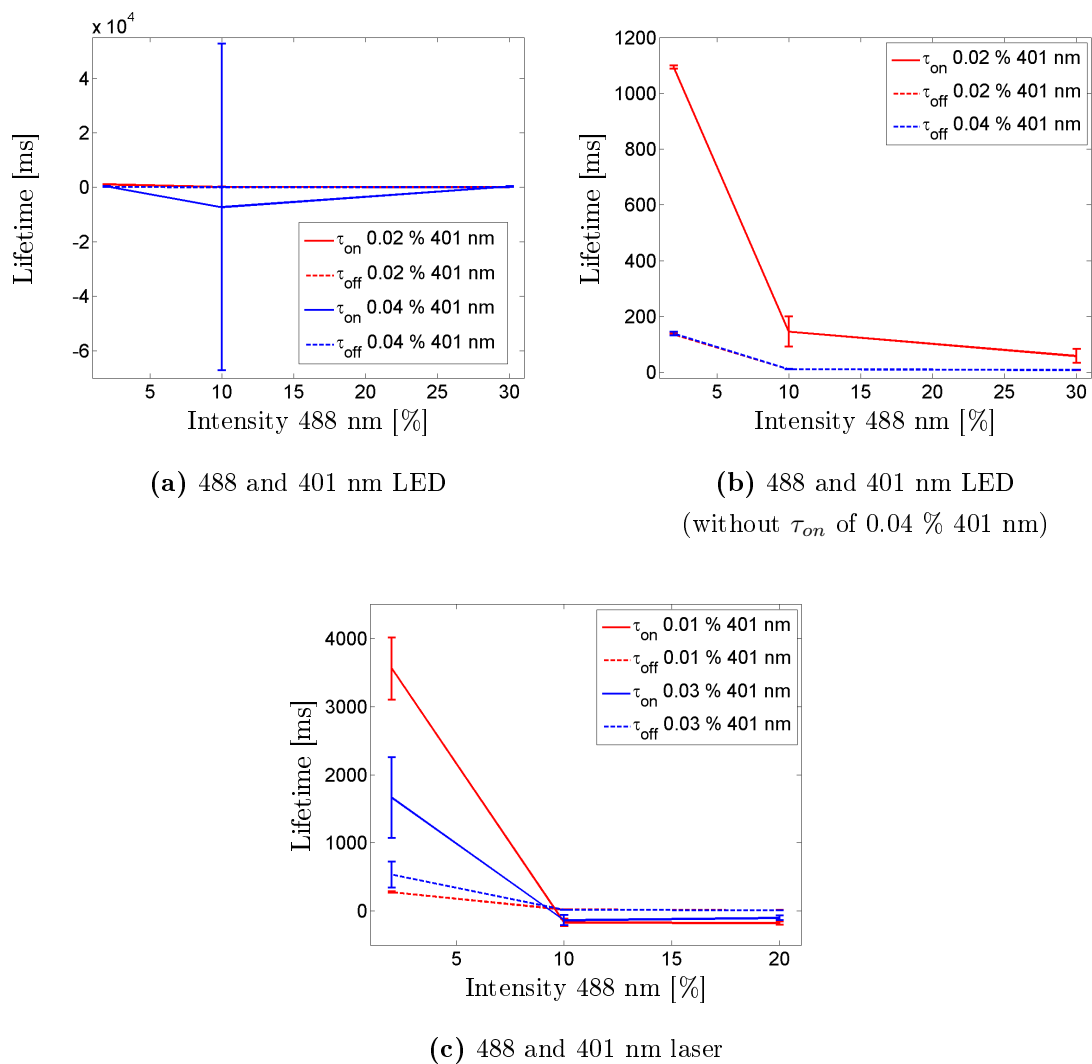 x 10⁴
4
2
0
-2
-4
-6
5 10 15 20 25 30
Lifetime [ms]
Intensity 488 nm [%]
τon 0.02 % 401 nm
τoff 0.02 % 401 nm
τon 0.04 % 401 nm
τoff 0.04 % 401 nm
(a) 488 and 401 nm LED
1200
1000
800
600
400
200
0
5 10 15 20 25 30
Lifetime [ms]
Intensity 488 nm [%]
τon 0.02 % 401 nm
τoff 0.02 % 401 nm
τoff 0.04 % 401 nm
(b) 488 and 401 nm LED
(without τon of 0.04 % 401 nm)
4000
3000
2000
1000
0
5 10 15 20
Lifetime [ms]
Intensity 488 nm [%]
τon 0.01 % 401 nm
τoff 0.01 % 401 nm
τon 0.03 % 401 nm
τoff 0.03 % 401 nm
(c) 488 and 401 nm laser